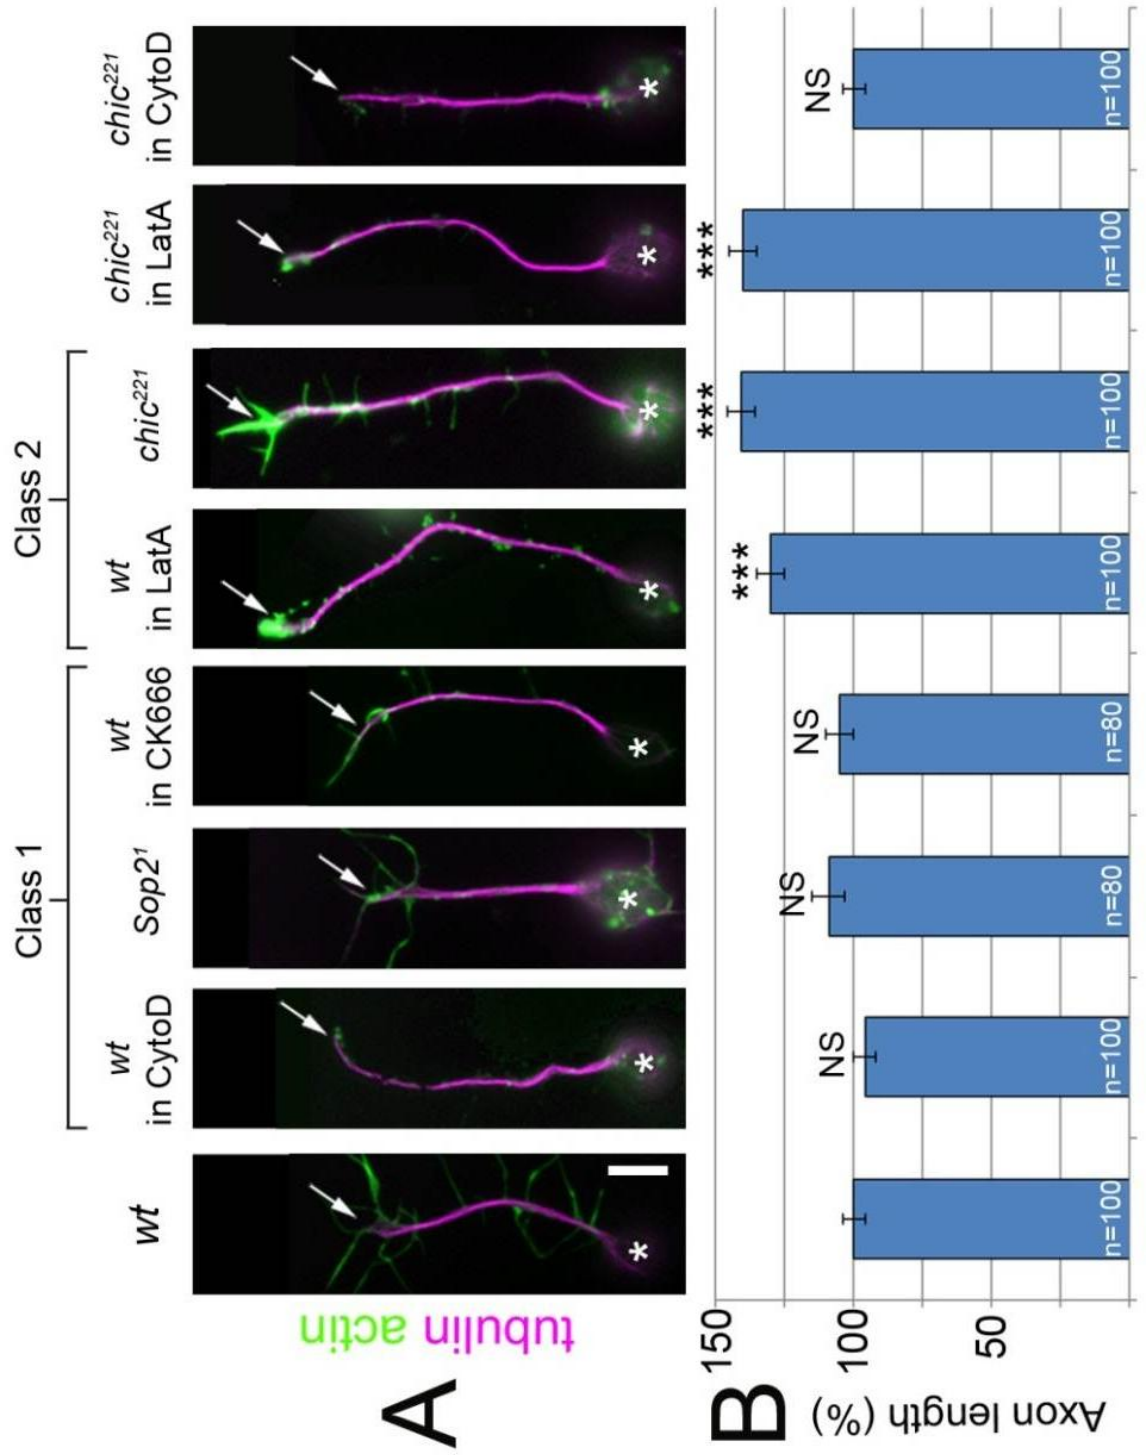 Class 1
Class 2
wt
wt
in CytoD
Sop2¹
wt
in CK666
wt
in LatA
chic²²¹
chic²²¹
in LatA
chic²²¹
in CytoD
A
tubulin actin
*
*
*
*
*
*
*
*
B
Axon length (%)
150
100
50
NS
NS
NS
***
***
***
NS
n=100
n=100
n=80
n=80
n=100
n=100
n=100
n=100